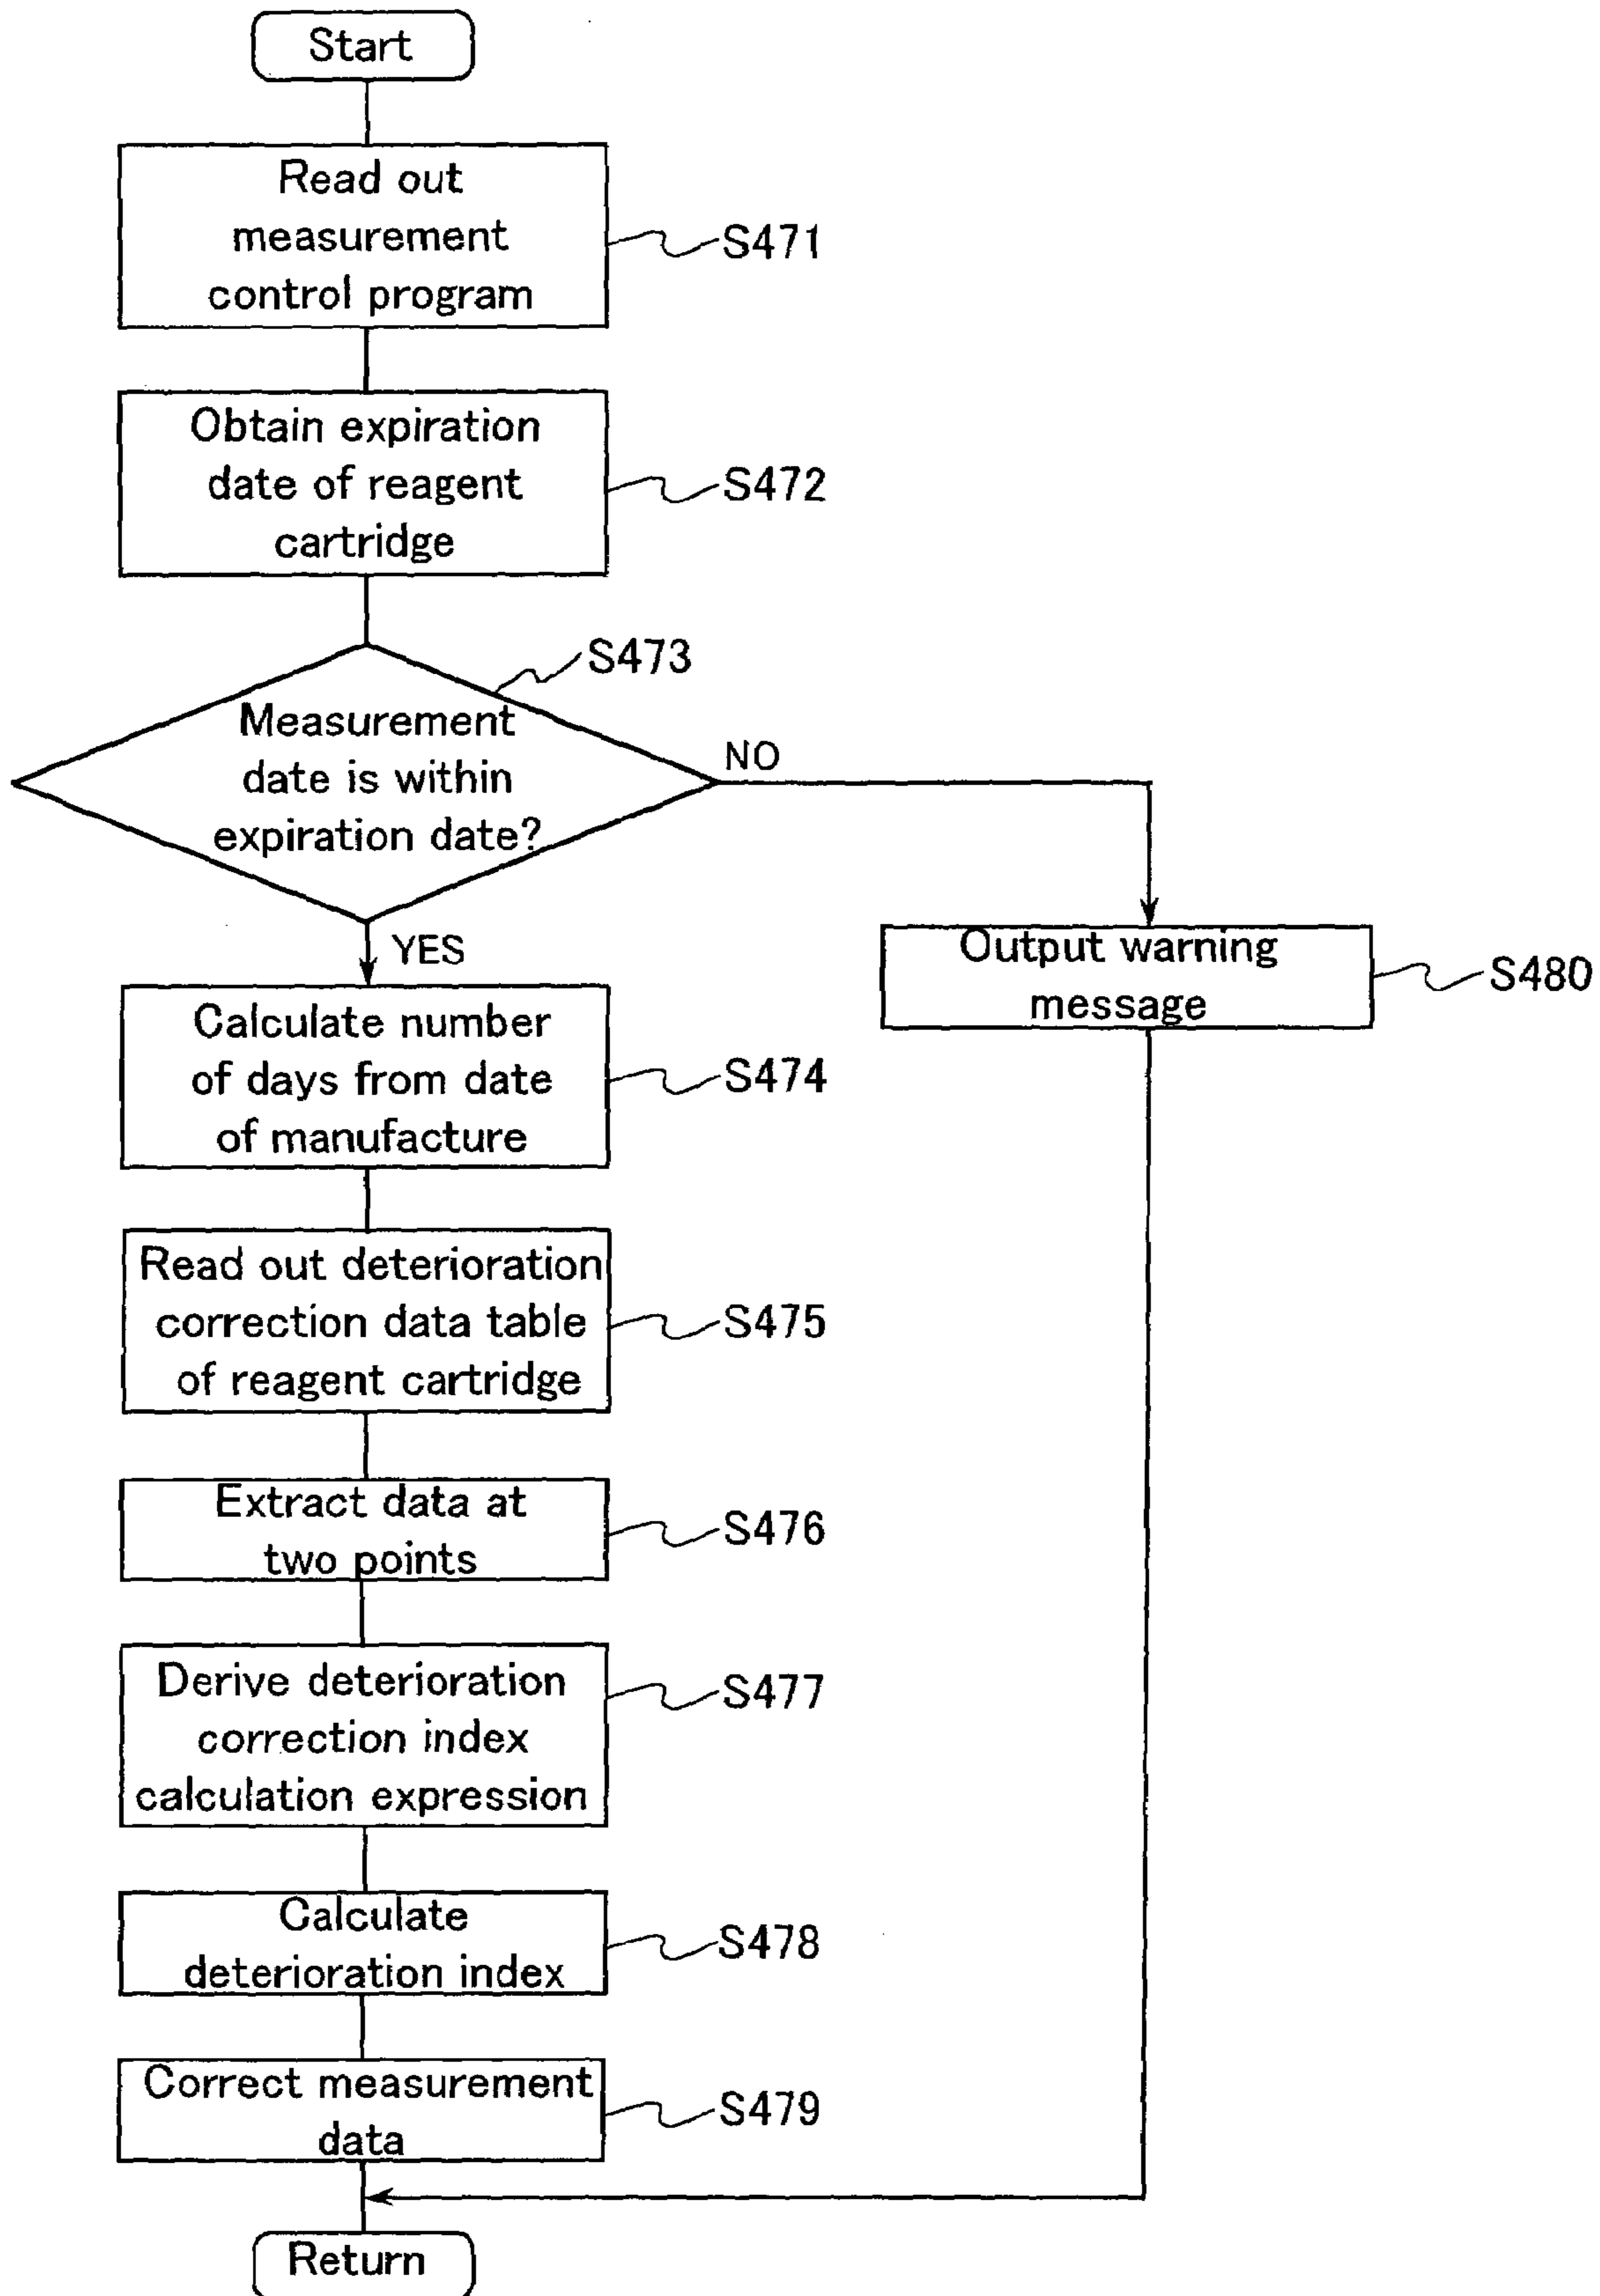 Start
Read out
measurement
control program
S471
Obtain expiration
date of reagent
cartridge
S472
S473
Measurement
date is within
expiration date?
NO
YES
Output warning
message
S480
Calculate number
of days from date
of manufacture
S474
Read out deterioration
correction data table
of reagent cartridge
S475
Extract data at
two points
S476
Derive deterioration
correction index
calculation expression
S477
Calculate
deterioration index
S478
Correct measurement
data
S479
Return